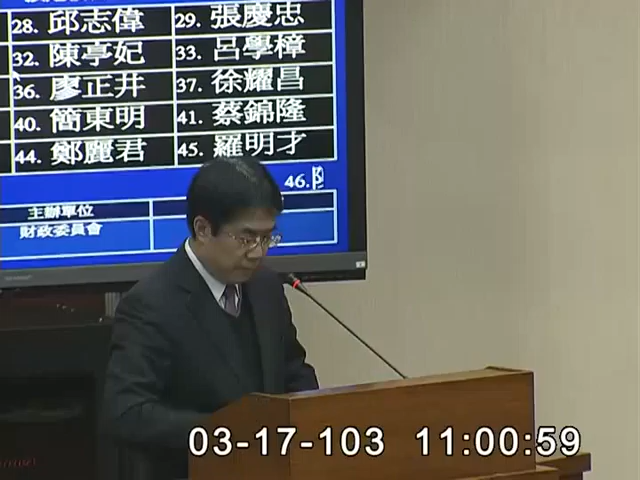 28. 邱志偉 29. 張慶忠
32. 陳亭妃 33. 呂學樟
36. 廖正井 37. 徐耀昌
40. 簡東明 41. 蔡錦隆
44. 鄭麗君 45. 羅明才
46.
主辦單位
財政委員會
03-17-103 11:00:59